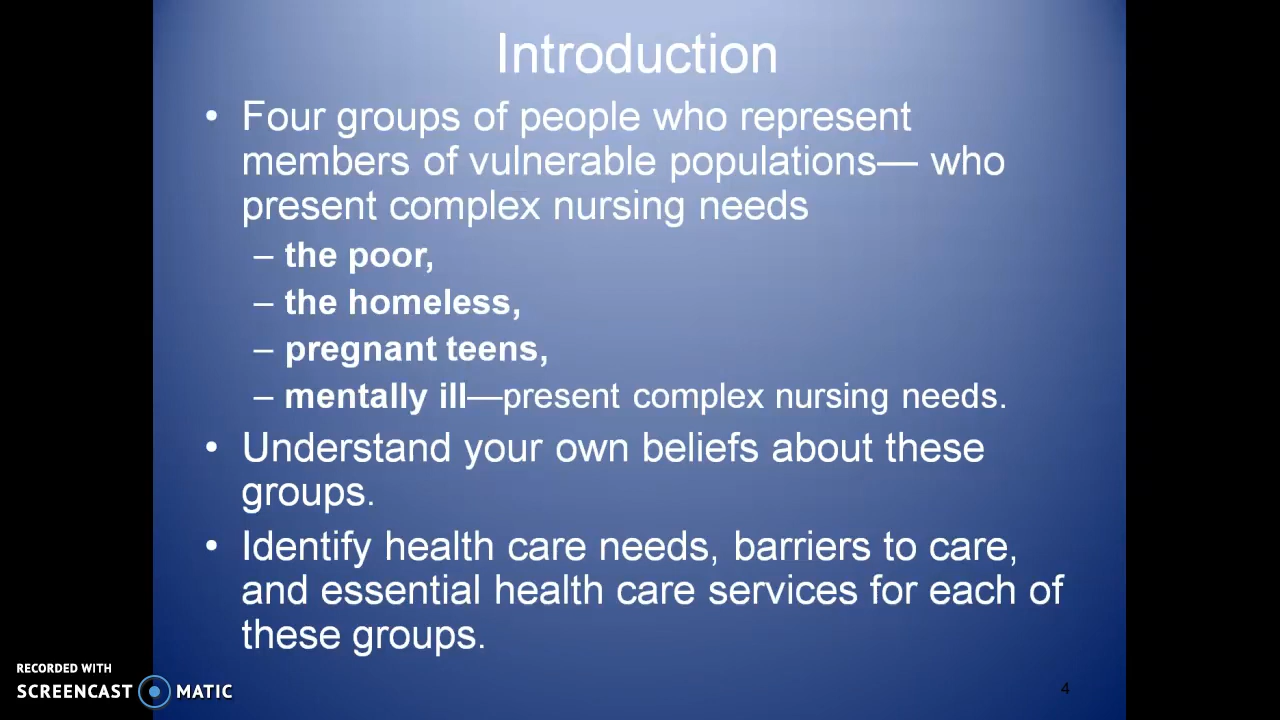 Introduction
• Four groups of people who represent
members of vulnerable populations— who
present complex nursing needs
– the poor,
– the homeless,
– pregnant teens,
– mentally ill—present complex nursing needs.
• Understand your own beliefs about these
groups.
• Identify health care needs, barriers to care,
and essential health care services for each of
these groups.
RECORDED WITH
SCREENCAST MATIC
4